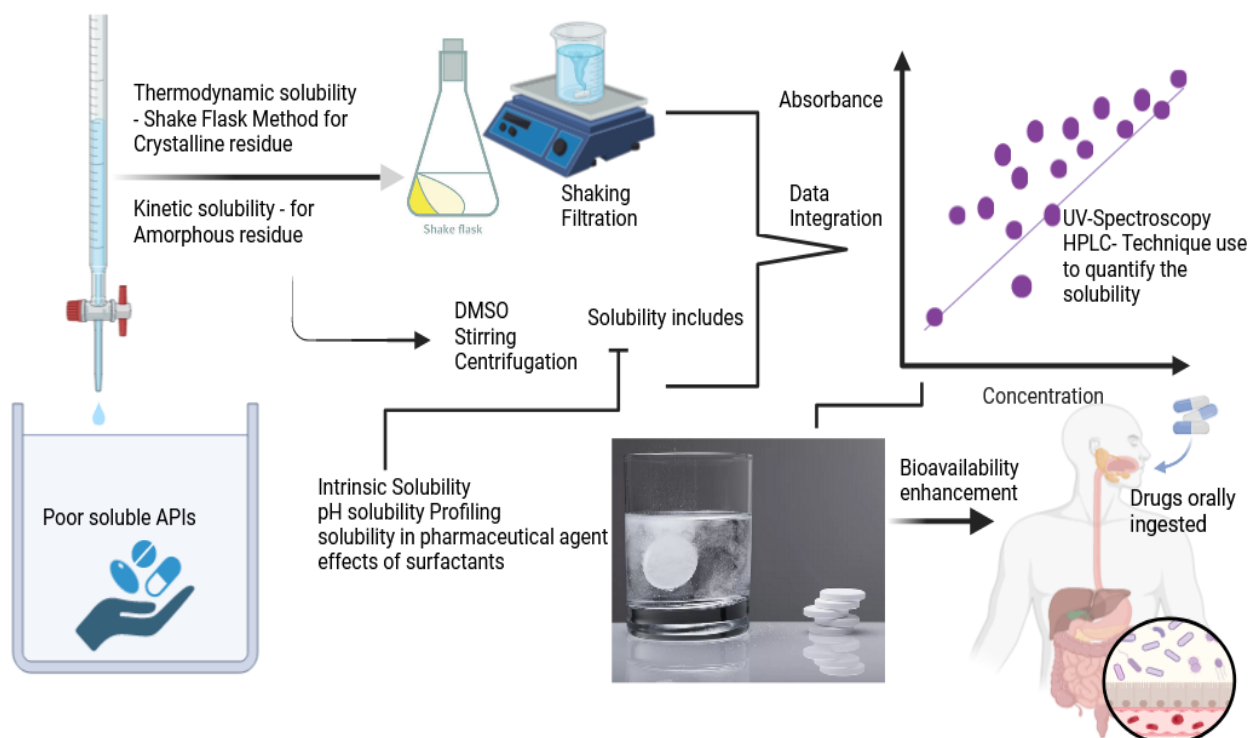 Thermodynamic solubility
- Shake Flask Method for
Crystalline residue
Kinetic solubility - for
Amorphous residue
Shake flask
Shaking
Filtration
DMSO
Stirring
Centrifugation
Solubility includes
Intrinsic Solubility
pH solubility Profiling
solubility in pharmaceutical agent
effects of surfactants
Poor soluble APIs
Absorbance
Data
Integration
UV-Spectroscopy
HPLC- Technique use
to quantify the
solubility
Concentration
Bioavailability
enhancement
Drugs orally
ingested